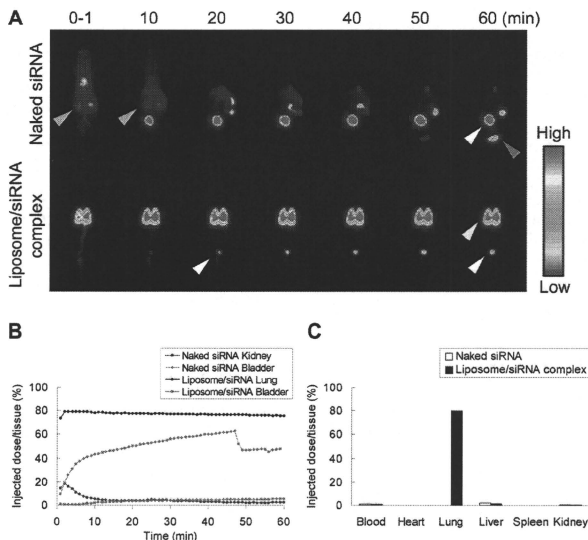 A
0-1 10 20 30 40 50 60 (min)
Naked siRNA
Liposome/siRNA
complex
High
Low
B
Naked siRNA Kidney
Naked siRNA Bladder
Liposome/siRNA Lung
Liposome/siRNA Bladder
Injected dose/tissue (%)
100
80
60
40
20
0
0 10 20 30 40 50 60
Time (min)
C
Naked siRNA
Liposome/siRNA complex
Injected dose/tissue (%)
100
80
60
40
20
0
Blood Heart Lung Liver Spleen Kidney